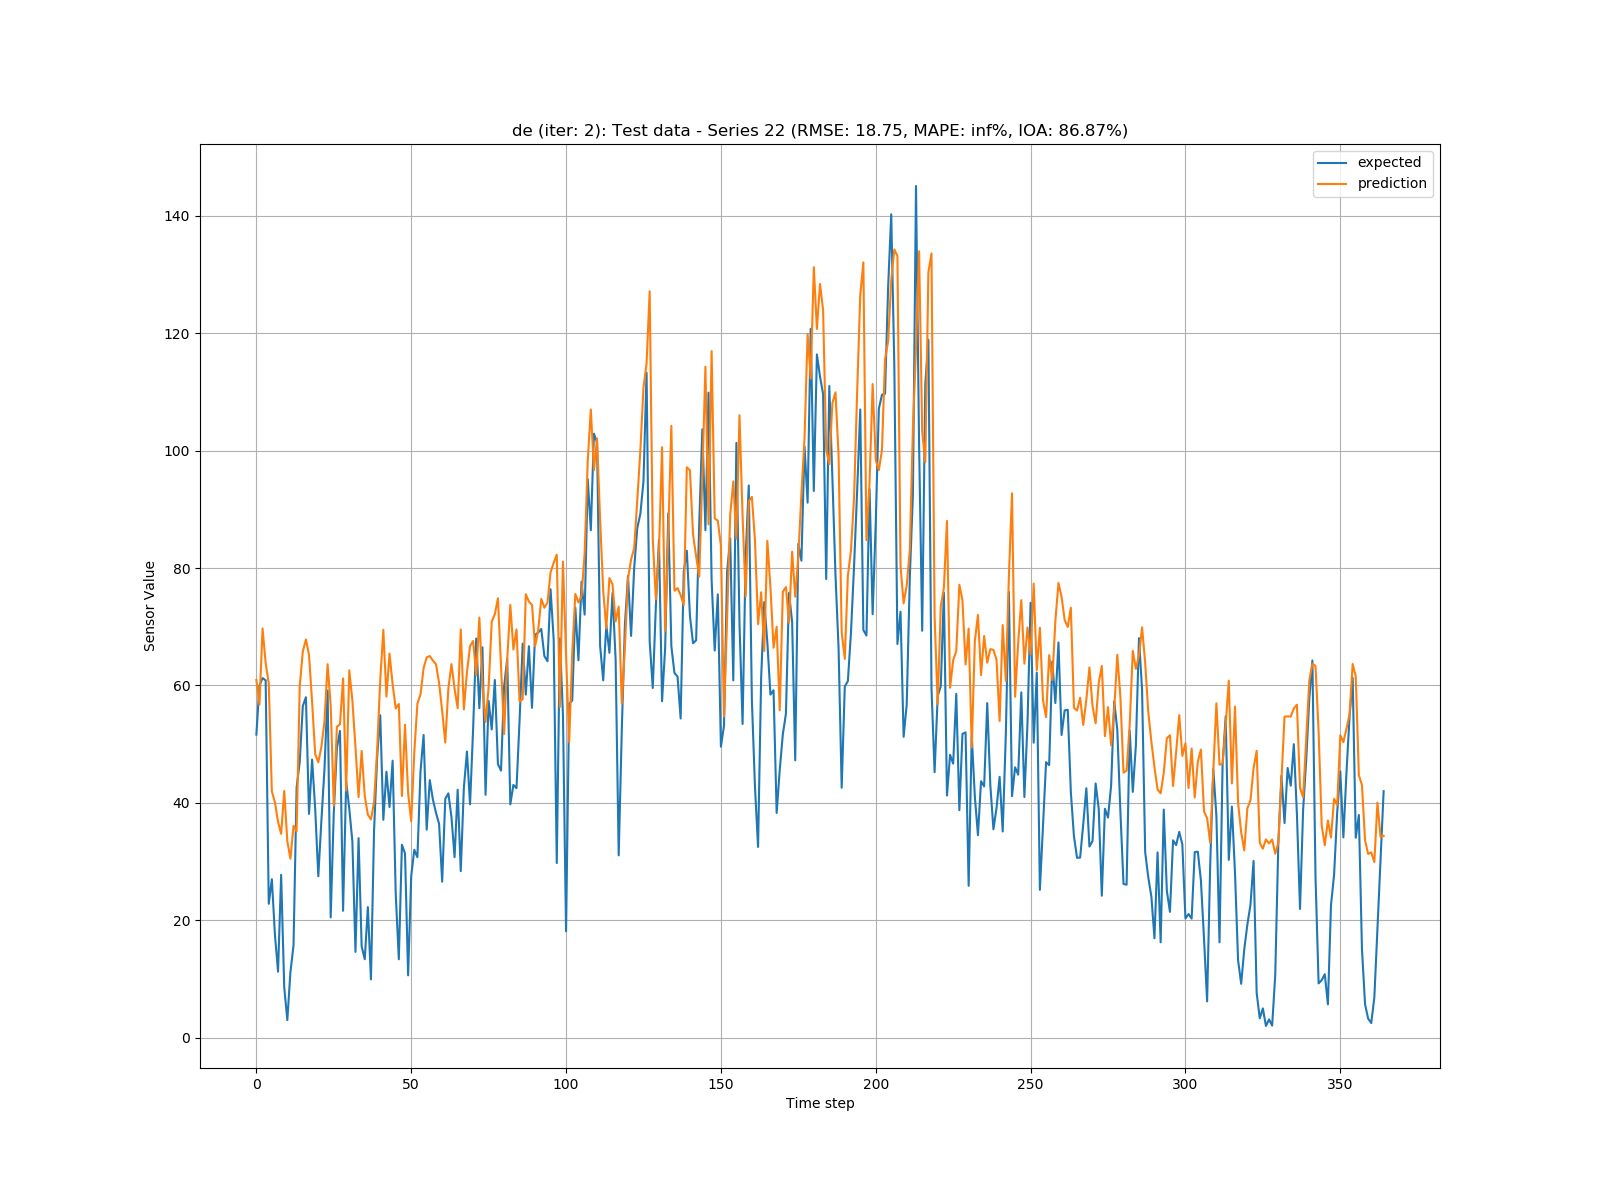 de (iter: 2): Test data - Series 22 (RMSE: 18.75, MAPE: inf%, IOA: 86.87%)
expected
prediction
Sensor Value
140
120
100
80
60
40
20
0
0 50 100 150 200 250 300 350
Time step